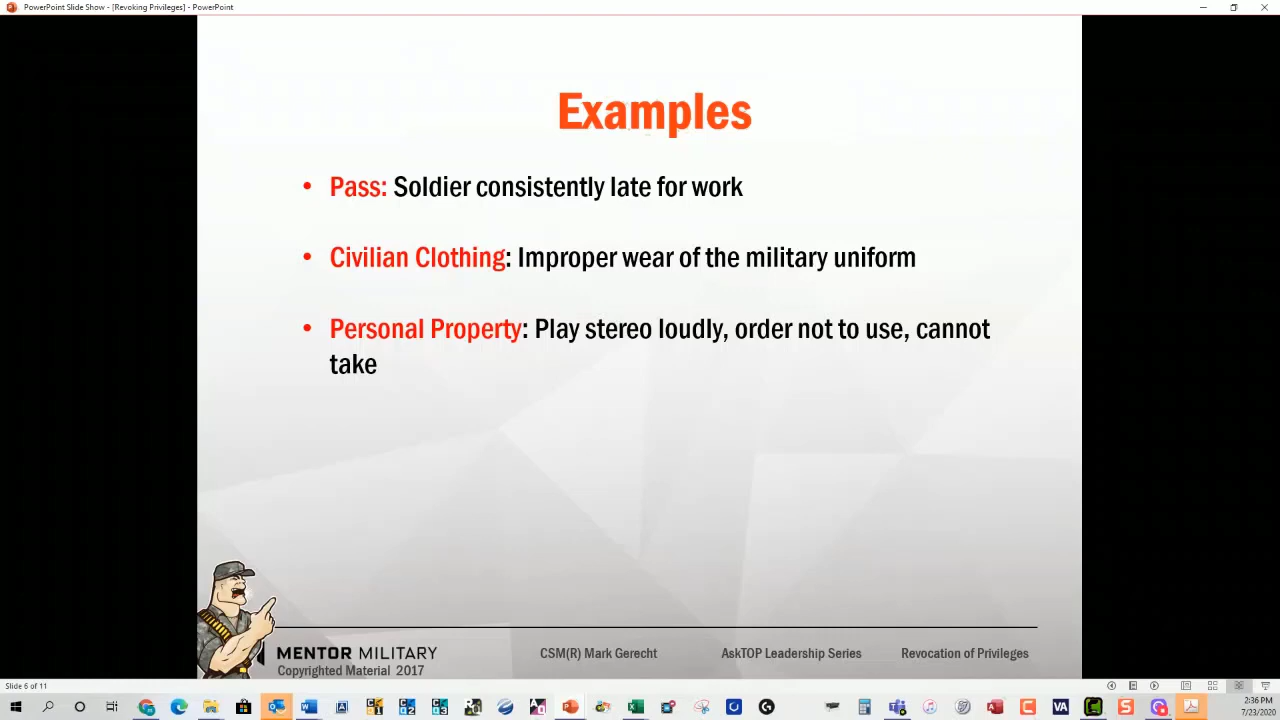 PowerPoint Slide Show - [Revoking Privileges] - PowerPoint
Examples
• Pass: Soldier consistently late for work
• Civilian Clothing: Improper wear of the military uniform
• Personal Property: Play stereo loudly, order not to use, cannot
take
MENTOR MILITARY
Copyrighted Material 2017
CSM(R) Mark Gerecht
AskTOP Leadership Series
Revocation of Privileges
Slide 6 of 11
2:36 PM
7/23/2020